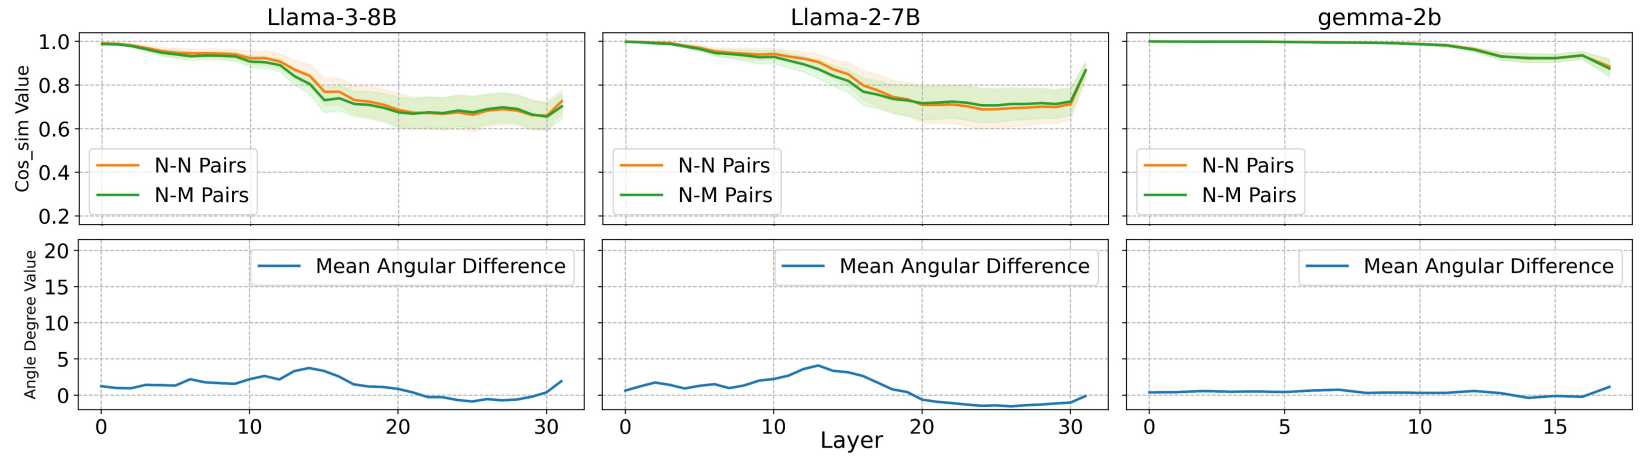 Llama-3-8B
Llama-2-7B
gemma-2b
Cos_sim Value
1.0
0.8
0.6
0.4
0.2
N-N Pairs
N-M Pairs
N-N Pairs
N-M Pairs
N-N Pairs
N-M Pairs
Angle Degree Value
20
15
10
5
0
Mean Angular Difference
Mean Angular Difference
Mean Angular Difference
0 10 20 30
0 10 20 30
0 5 10 15
Layer